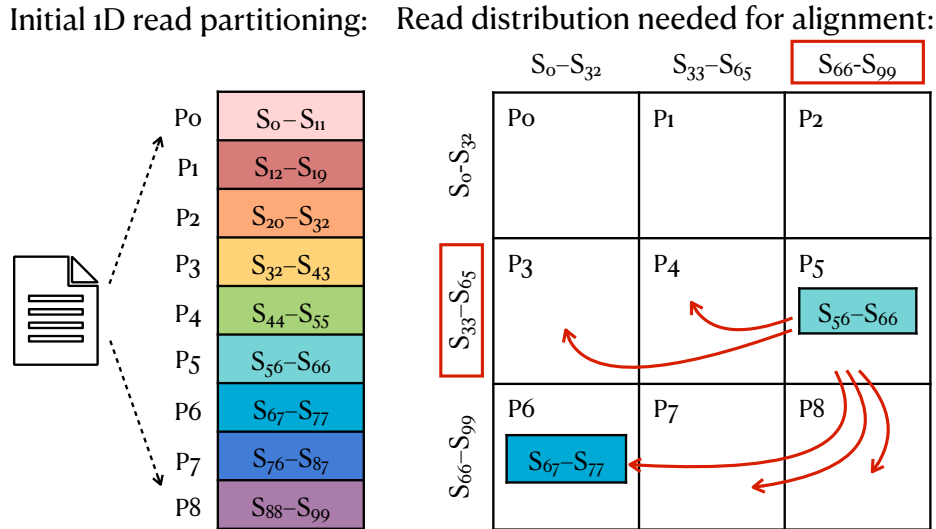 Initial 1D read partitioning:
P0 S0–S11
P1 S12–S19
P2 S20–S32
P3 S32–S43
P4 S44–S55
P5 S56–S66
P6 S67–S77
P7 S76–S87
P8 S88–S99
Read distribution needed for alignment:
S0–S32 S33–S65 S66-S99
S0-S32
P0 P1 P2
S33–S65
P3 P4 P5
S56–S66
S66–S99
P6 P7 P8
S67–S77